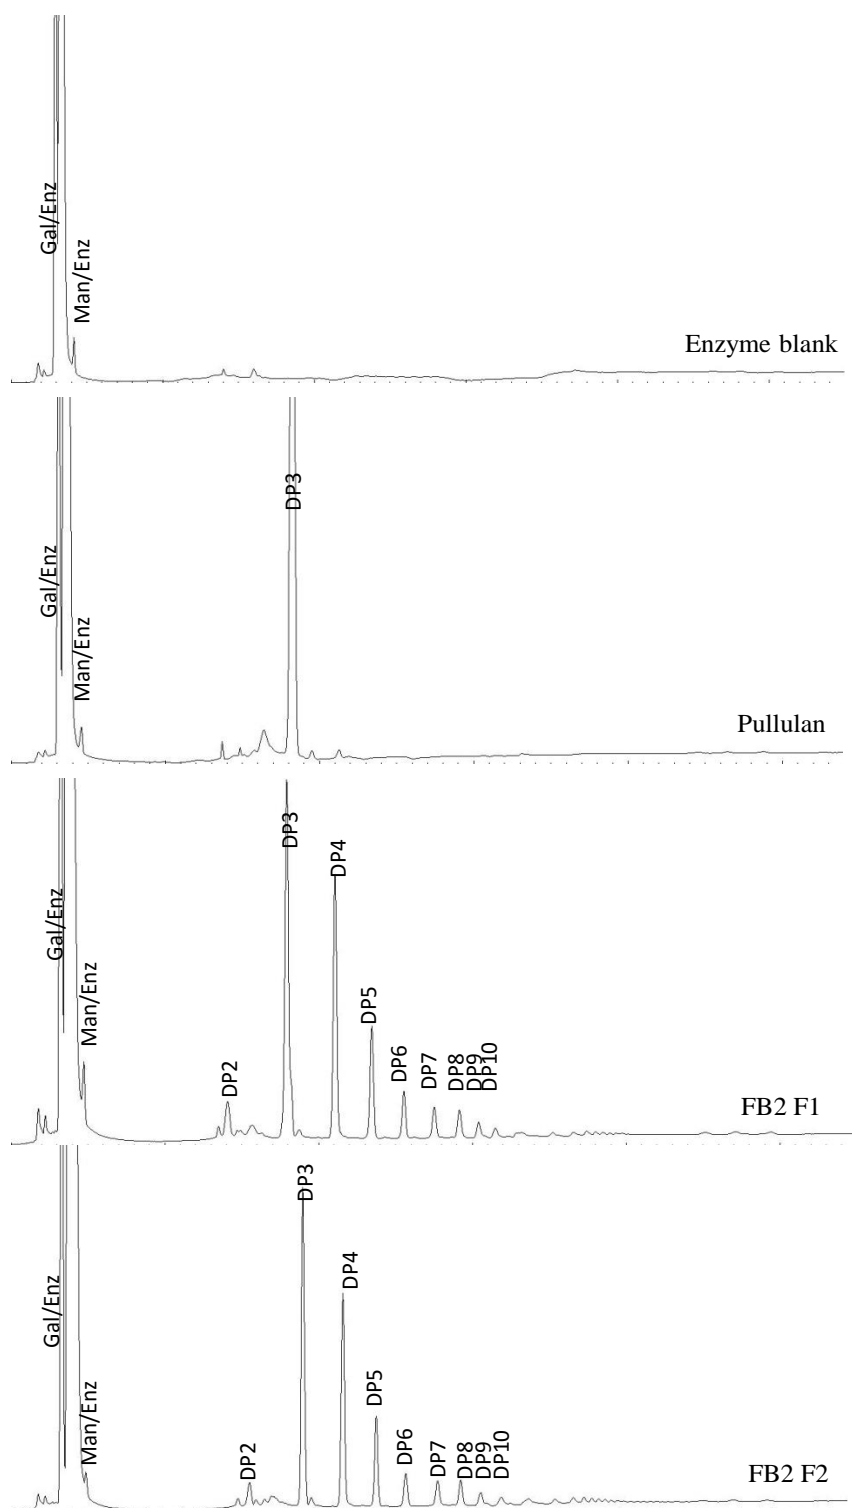 Gal/Enz
Man/Enz
Enzyme blank
Gal/Enz
Man/Enz
DP3
Pullulan
Gal/Enz
Man/Enz
DP2
DP3
DP4
DP5
DP6
DP7
DP8
DP9
DP10
FB2 F1
Gal/Enz
Man/Enz
DP2
DP3
DP4
DP5
DP6
DP7
DP8
DP9
DP10
FB2 F2